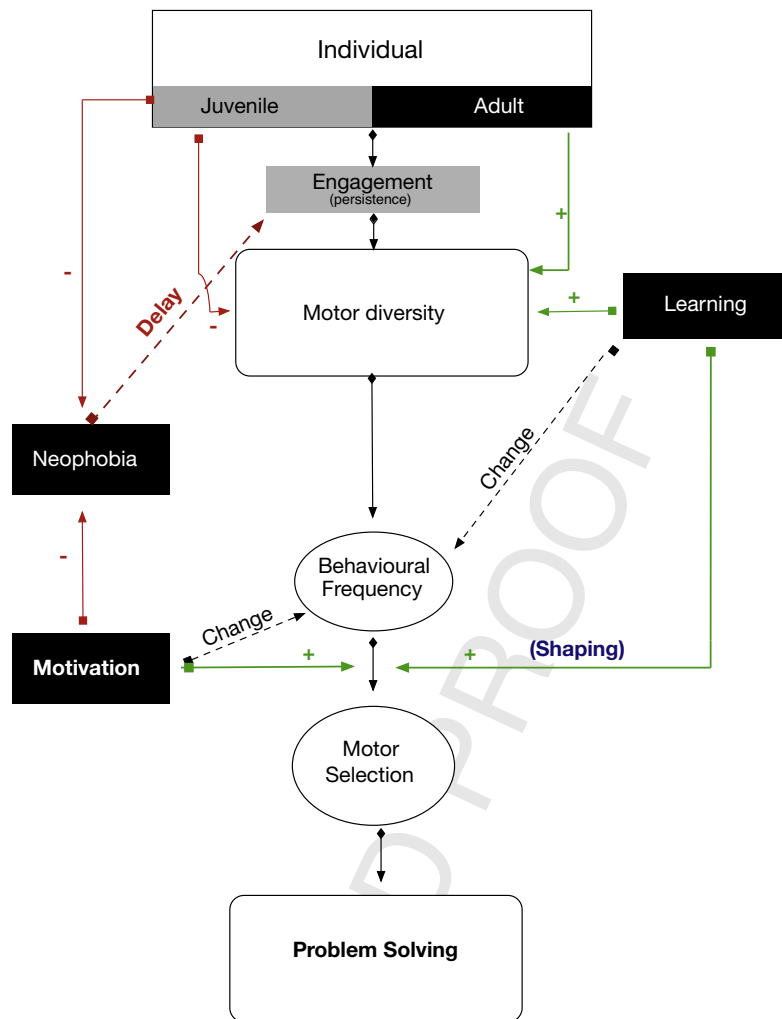 Individual
Juvenile
Adult
Engagement
(persistence)
+
-
Delay
-
Motor diversity
+
Learning
Neophobia
Change
-
Behavioural
Frequency
Change
Motivation
+
+
(Shaping)
Motor
Selection
D PROOF
Problem Solving